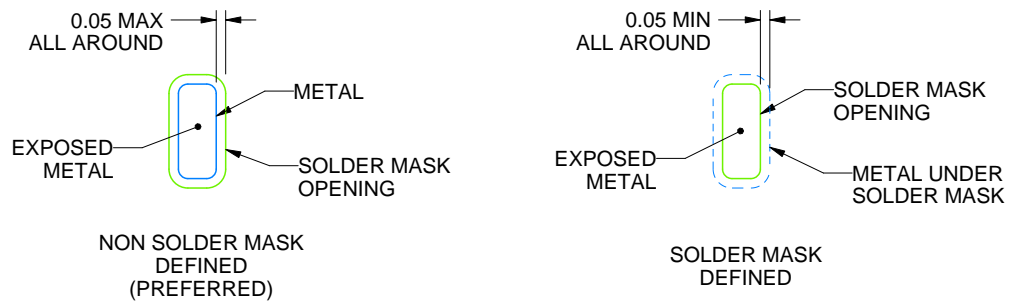 0.05 MAX
ALL AROUND
METAL
EXPOSED
METAL
SOLDER MASK
OPENING
NON SOLDER MASK
DEFINED
(PREFERRED)
0.05 MIN
ALL AROUND
SOLDER MASK
OPENING
EXPOSED
METAL
METAL UNDER
SOLDER MASK
SOLDER MASK
DEFINED